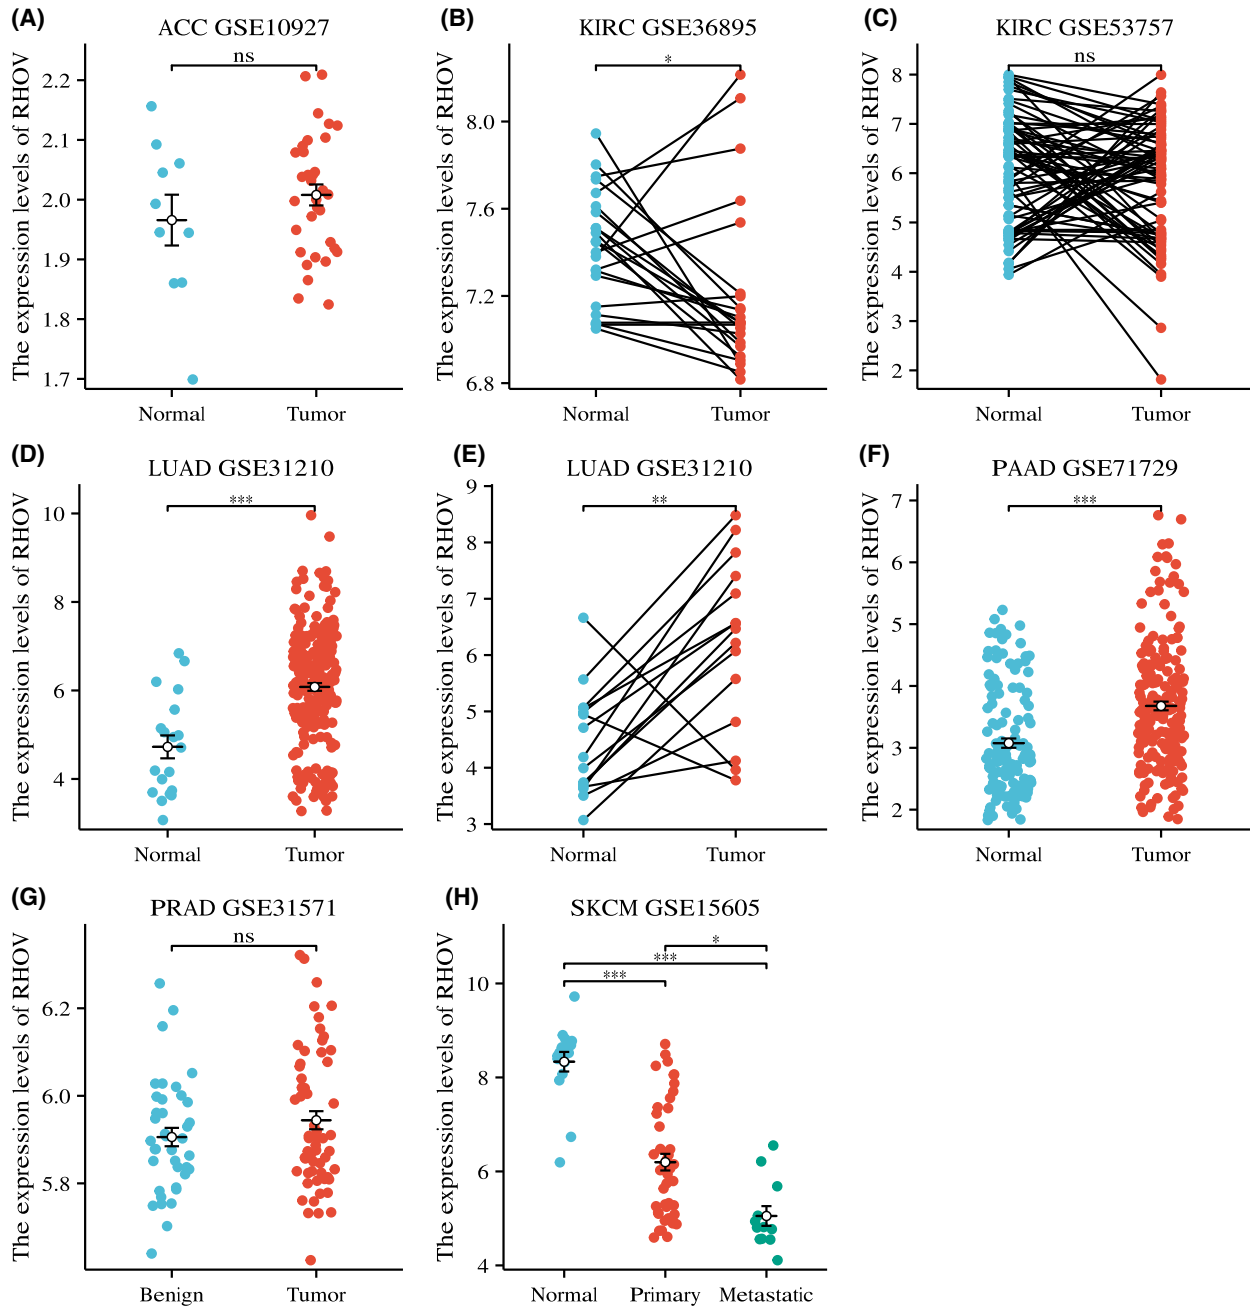 (A)
ACC GSE10927
ns
The expression levels of RHOV
2.2
2.1
2.0
1.9
1.8
1.7
Normal
Tumor
(B)
KIRC GSE36895
*
The expression levels of RHOV
8.0
7.6
7.2
6.8
Normal
Tumor
(C)
KIRC GSE53757
ns
The expression levels of RHOV
8
7
6
5
4
3
2
Normal
Tumor
(D)
LUAD GSE31210
***
The expression levels of RHOV
10
8
6
4
Normal
Tumor
(E)
LUAD GSE31210
**
The expression levels of RHOV
9
8
7
6
5
4
3
Normal
Tumor
(F)
PAAD GSE71729
***
The expression levels of RHOV
7
6
5
4
3
2
Normal
Tumor
(G)
PRAD GSE31571
ns
The expression levels of RHOV
6.2
6.0
5.8
Benign
Tumor
(H)
SKCM GSE15605
*
***
***
The expression levels of RHOV
10
8
6
4
Normal
Primary
Metastatic